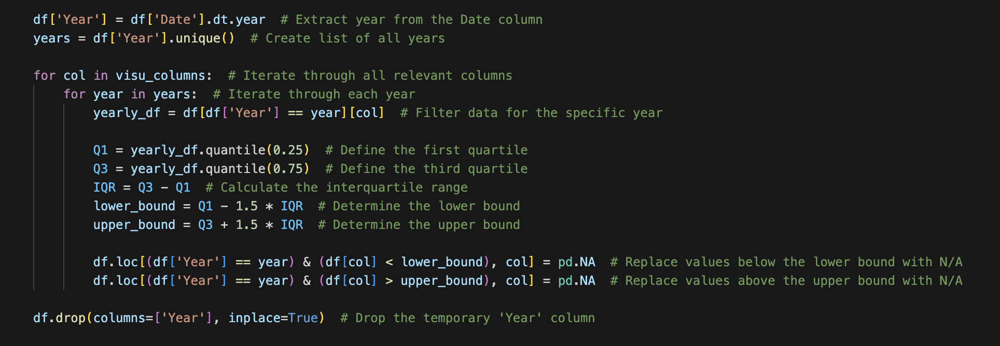 df['Year'] = df['Date'].dt.year  # Extract year from the Date column
years = df['Year'].unique()  # Create list of all years
for col in visu_columns:  # Iterate through all relevant columns
    for year in years:  # Iterate through each year
        yearly_df = df[df['Year'] == year][col]  # Filter data for the specific year
        Q1 = yearly_df.quantile(0.25)  # Define the first quartile
        Q3 = yearly_df.quantile(0.75)  # Define the third quartile
        IQR = Q3 - Q1  # Calculate the interquartile range
        lower_bound = Q1 - 1.5 * IQR  # Determine the lower bound
        upper_bound = Q3 + 1.5 * IQR  # Determine the upper bound
        df.loc[(df['Year'] == year) & (df[col] < lower_bound), col] = pd.NA  # Replace values below the lower bound with N/A
        df.loc[(df['Year'] == year) & (df[col] > upper_bound), col] = pd.NA  # Replace values above the upper bound with N/A
df.drop(columns=['Year'], inplace=True)  # Drop the temporary 'Year' column